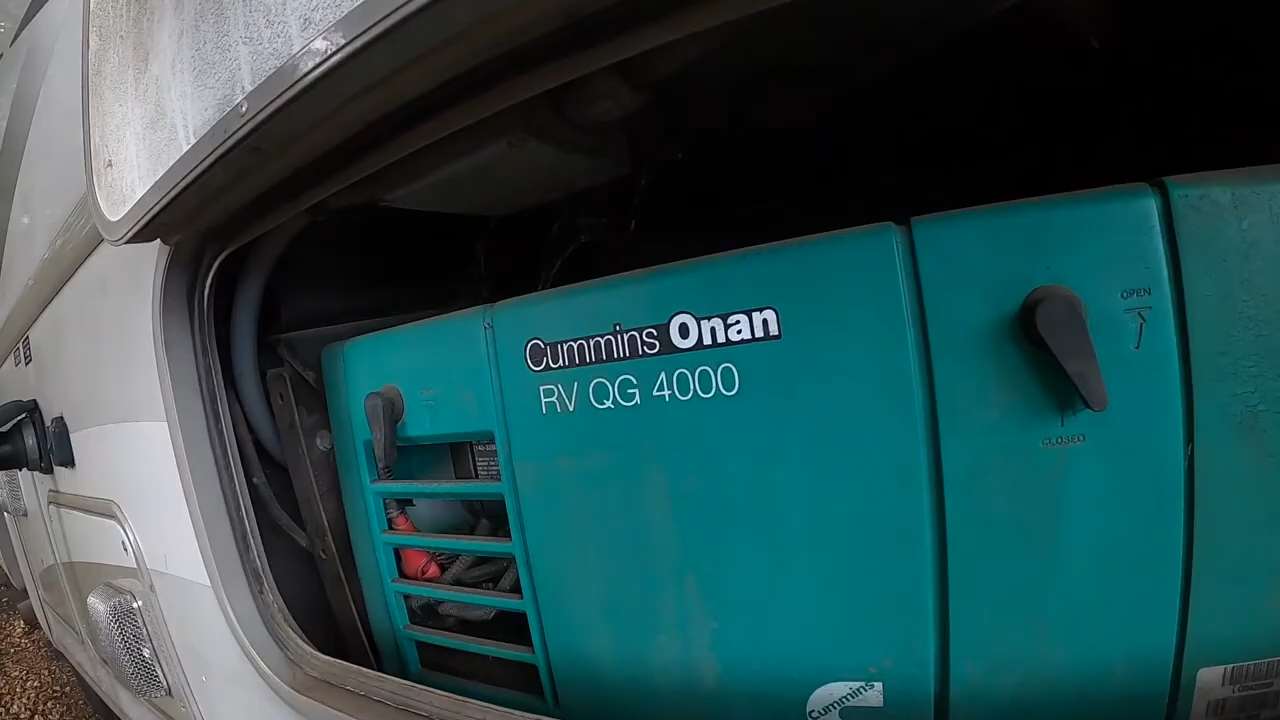 Cummins Onan
RV QG 4000
OPEN
CLOSED
Cummins